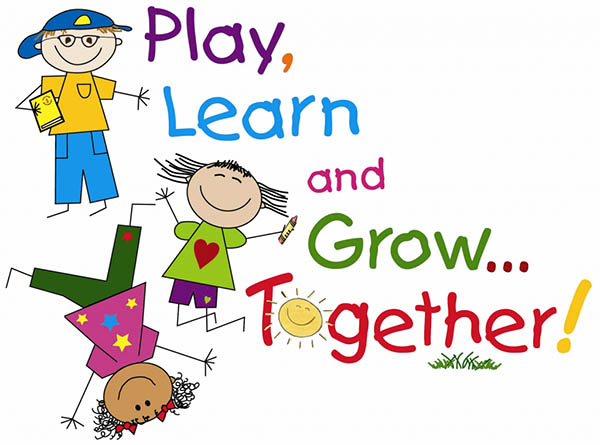 Play,
Learn
and
Grow...
Together!